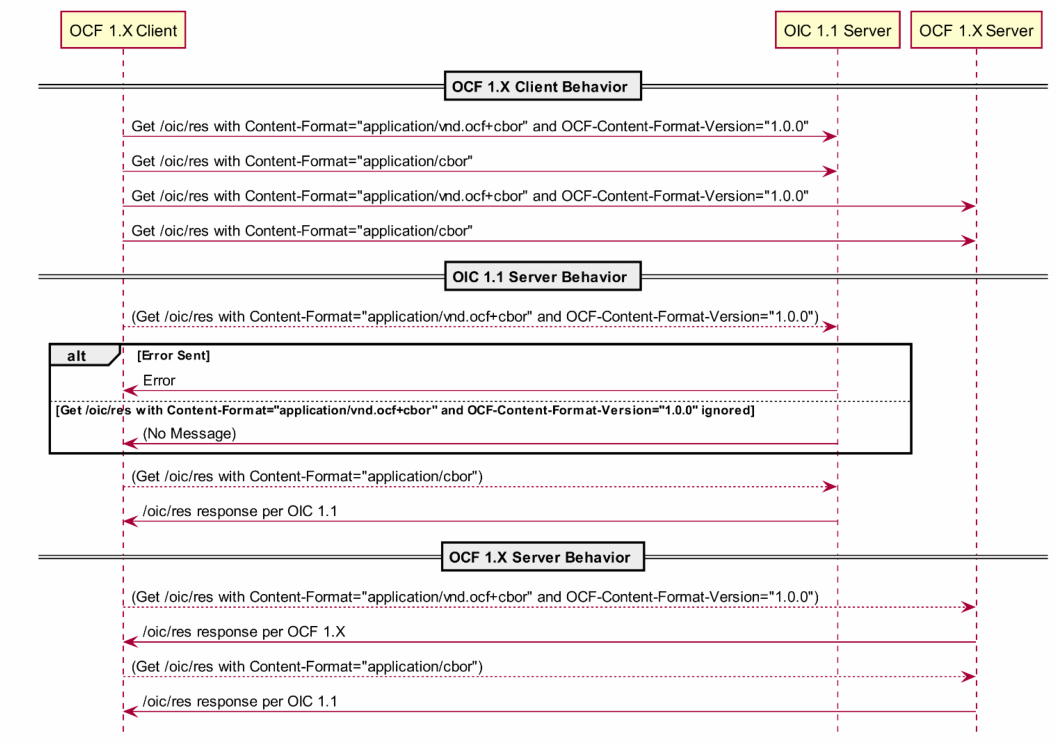 OCF 1.X Client
OIC 1.1 Server
OCF 1.X Server
OCF 1.X Client Behavior
Get /oic/res with Content-Format="application/vnd.ocf+cbor" and OCF-Content-Format-Version="1.0.0"
Get /oic/res with Content-Format="application/cbor"
Get /oic/res with Content-Format="application/vnd.ocf+cbor" and OCF-Content-Format-Version="1.0.0"
Get /oic/res with Content-Format="application/cbor"
OIC 1.1 Server Behavior
(Get /oic/res with Content-Format="application/vnd.ocf+cbor" and OCF-Content-Format-Version="1.0.0")
alt [Error Sent]
Error
[Get /oic/res with Content-Format="application/vnd.ocf+cbor" and OCF-Content-Format-Version="1.0.0" ignored]
(No Message)
(Get /oic/res with Content-Format="application/cbor")
/oic/res response per OIC 1.1
OCF 1.X Server Behavior
(Get /oic/res with Content-Format="application/vnd.ocf+cbor" and OCF-Content-Format-Version="1.0.0")
/oic/res response per OCF 1.X
(Get /oic/res with Content-Format="application/cbor")
/oic/res response per OIC 1.1